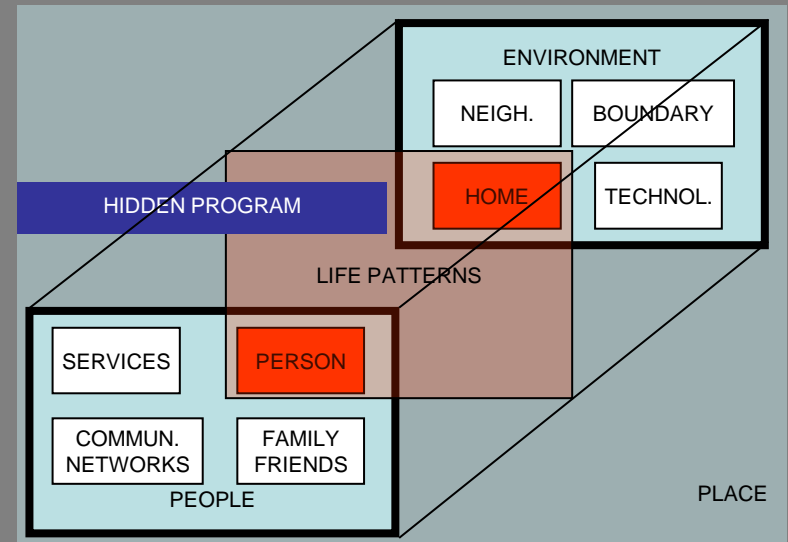 ENVIRONMENT
NEIGH.
BOUNDARY
HOME
TECHNOL.
HIDDEN PROGRAM
LIFE PATTERNS
SERVICES
PERSON
COMMUN.
NETWORKS
FAMILY
FRIENDS
PEOPLE
PLACE